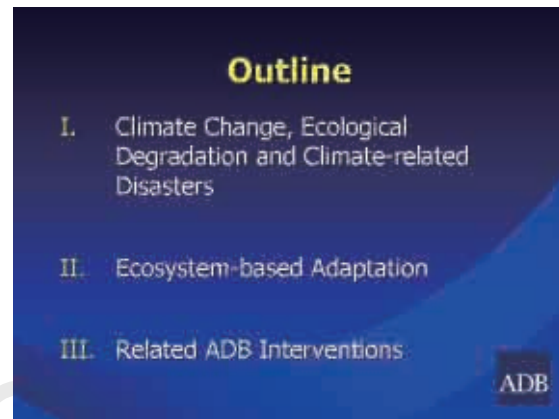 Outline
I. Climate Change, Ecological
Degradation and Climate-related
Disasters
II. Ecosystem-based Adaptation
III. Related ADB Interventions
ADB